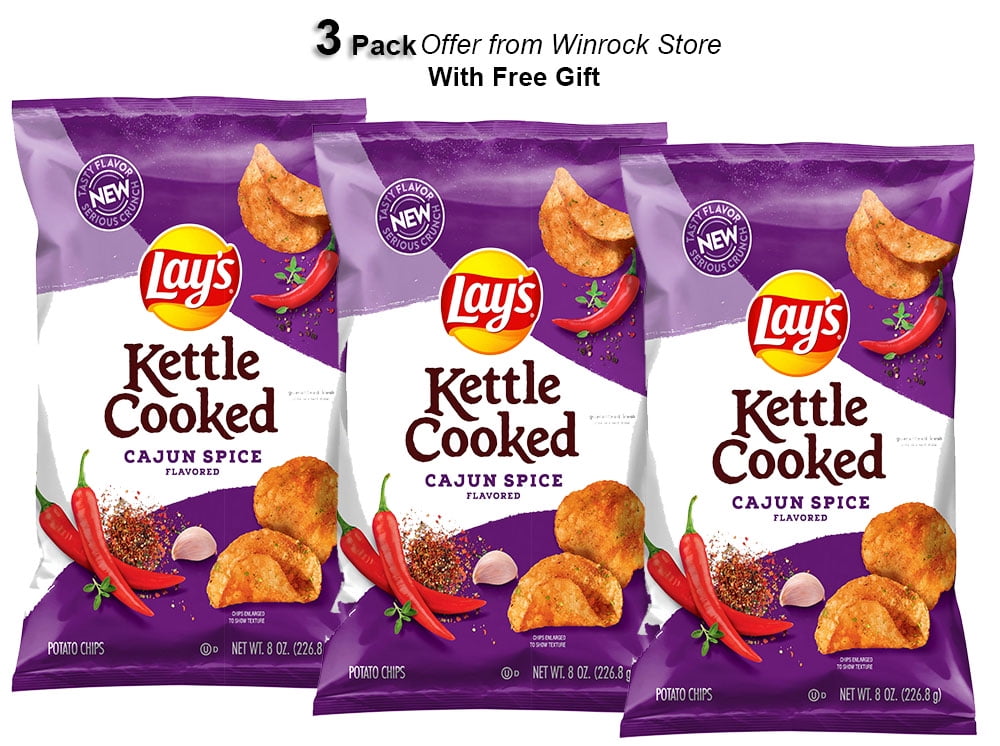 3 Pack Offer from Winrock Store
With Free Gift
TASTY FLAVOR
NEW
SERIOUS CRUNCH
Lay's
Kettle
Cooked
CAJUN SPICE
FLAVORED
CHIPS ENLARGED
TO SHOW TEXTURE
POTATO CHIPS
U D NET WT. 8 OZ. (226.8
TASTY FLAVOR
NEW
SERIOUS CRUNCH
Lay's
Kettle
Cooked
CAJUN SPICE
FLAVORED
CHIPS ENLARGED
TO SHOW TEXTURE
POTATO CHIPS
U D NET WT. 8 OZ. (226.8 g
TASTY FLAVOR
NEW
SERIOUS CRUNCH
Lay's
Kettle
Cooked
CAJUN SPICE
FLAVORED
CHIPS ENLARGED
TO SHOW TEXTURE
POTATO CHIPS
U D NET WT. 8 OZ. (226.8 g)